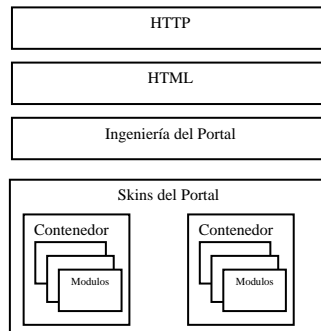 HTTP
HTML
Ingeniería del Portal
Skins del Portal
Contenedor
Modulos
Contenedor
Modulos